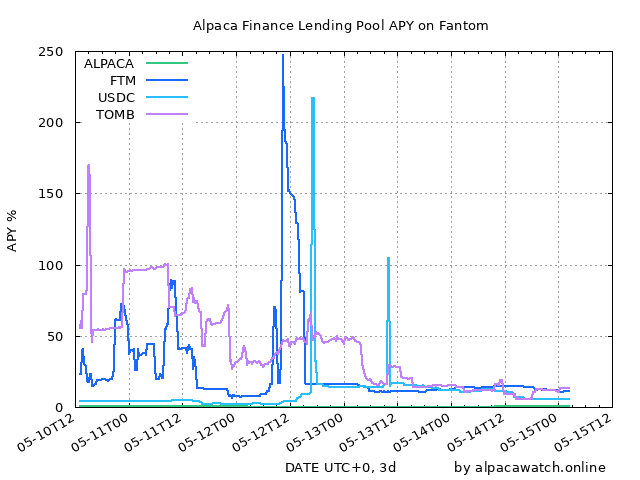 Alpaca Finance Lending Pool APY on Fantom
250
200
150
100
50
0
APY %
ALPACA
FTM
USDC
TOMB
05-10T12
05-11T00
05-11T12
05-12T00
05-12T12
05-13T00
05-13T12
05-14T00
05-14T12
05-15T00
05-15T12
DATE UTC+0, 3d
by alpacawatch.online